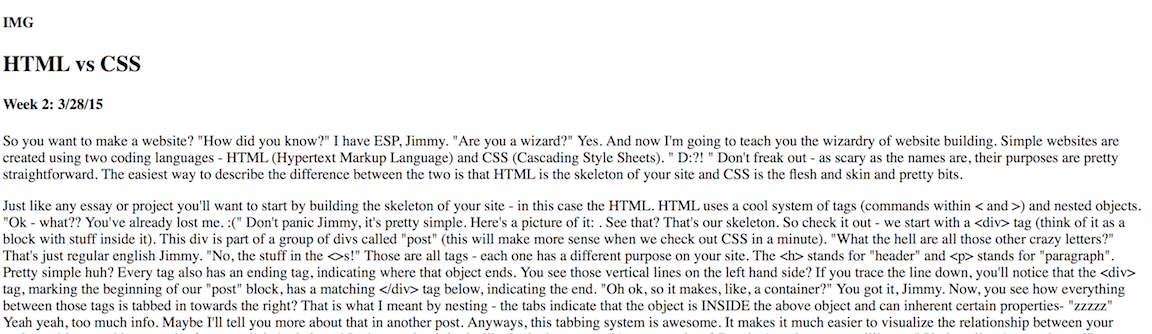 IMG
HTML vs CSS
Week 2: 3/28/15
So you want to make a website? "How did you know?" I have ESP, Jimmy. "Are you a wizard?" Yes. And now I'm going to teach you the wizardry of website building. Simple websites are
created using two coding languages - HTML (Hypertext Markup Language) and CSS (Cascading Style Sheets). " D:?! " Don't freak out - as scary as the names are, their purposes are pretty
straightforward. The easiest way to describe the difference between the two is that HTML is the skeleton of your site and CSS is the flesh and skin and pretty bits.
Just like any essay or project you'll want to start by building the skeleton of your site - in this case the HTML. HTML uses a cool system of tags (commands within < and >) and nested objects.
"Ok - what?? You've already lost me. :(" Don't panic Jimmy, it's pretty simple. Here's a picture of it: . See that? That's our skeleton. So check it out - we start with a <div> tag (think of it as a
block with stuff inside it). This div is part of a group of divs called "post" (this will make more sense when we check out CSS in a minute). "What the hell are all those other crazy letters?"
That's just regular english Jimmy. "No, the stuff in the <>s!" Those are all tags - each one has a different purpose on your site. The <h> stands for "header" and <p> stands for "paragraph".
Pretty simple huh? Every tag also has an ending tag, indicating where that object ends. You see those vertical lines on the left hand side? If you trace the line down, you'll notice that the <div>
tag, marking the beginning of our "post" block, has a matching </div> tag below, indicating the end. "Oh ok, so it makes, like, a container?" You got it, Jimmy. Now, you see how everything
between those tags is tabbed in towards the right? That is what I meant by nesting - the tabs indicate that the object is INSIDE the above object and can inherent certain properties- "zzzzz"
Yeah yeah, too much info. Maybe I'll tell you more about that in another post. Anyways, this tabbing system is awesome. It makes it much easier to visualize the relationship between your